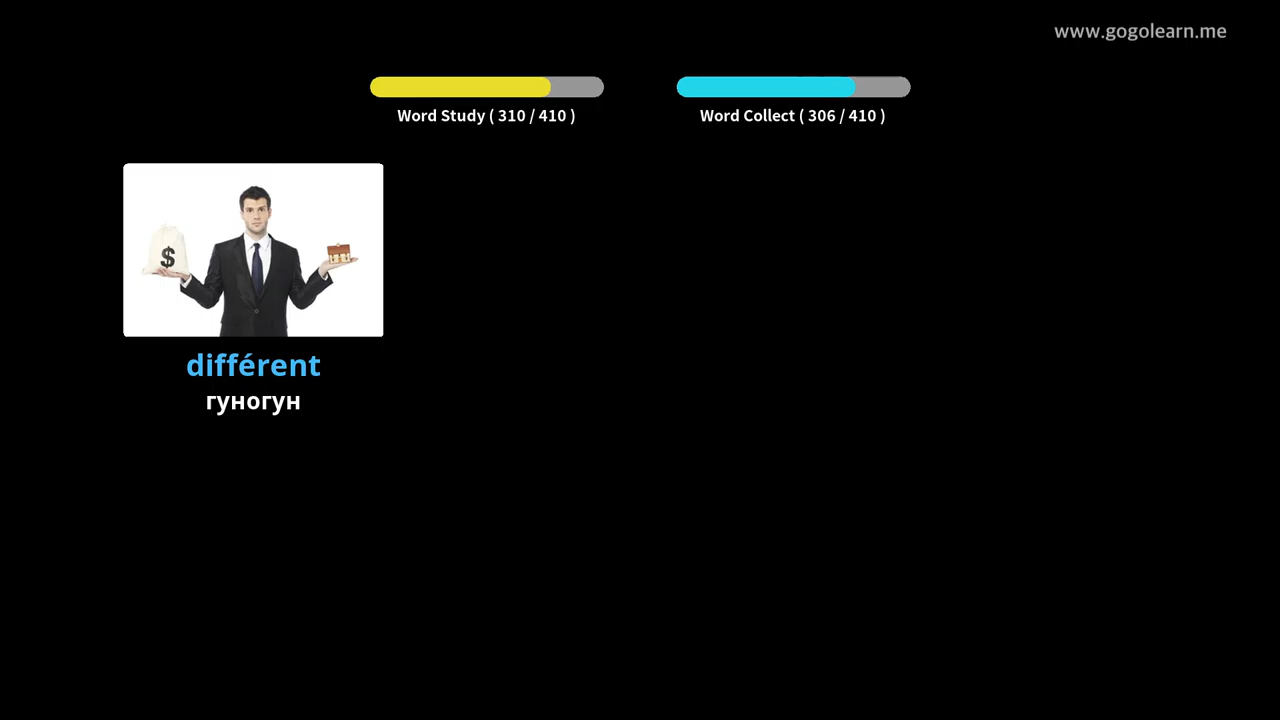 www.gogolearn.me
Word Study ( 310 / 410 )
Word Collect ( 306 / 410 )
$
différent
гуногун